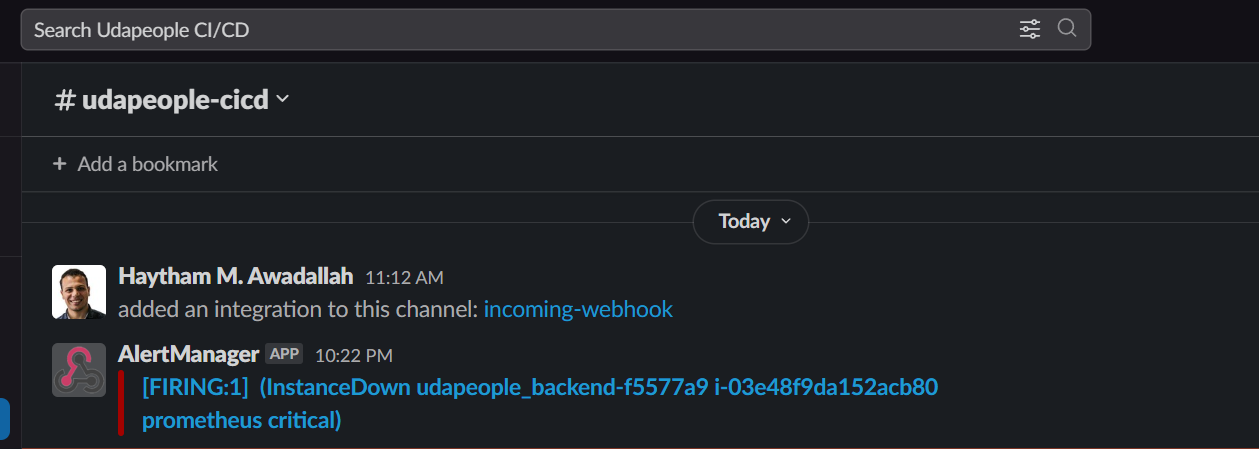 Search Udapeople CI/CD
# udapeople-cicd
+ Add a bookmark
Today
Haytham M. Awadallah 11:12 AM
added an integration to this channel: incoming-webhook
AlertManager APP 10:22 PM
[FIRING:1] (InstanceDown udapeople_backend-f5577a9 i-03e48f9da152acb80
prometheus critical)